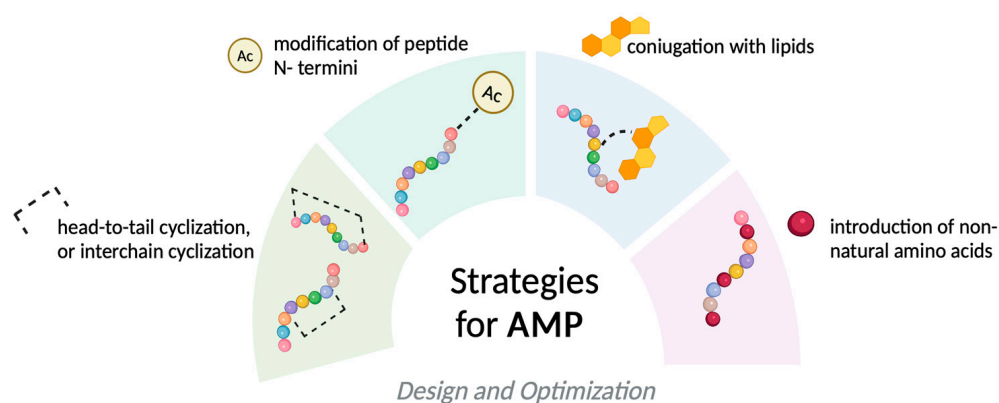 Ac
modification of peptide
N- termini
coniugation with lipids
Ac
head-to-tail cyclization,
or interchain cyclization
introduction of non-
natural amino acids
Strategies
for AMP
Design and Optimization